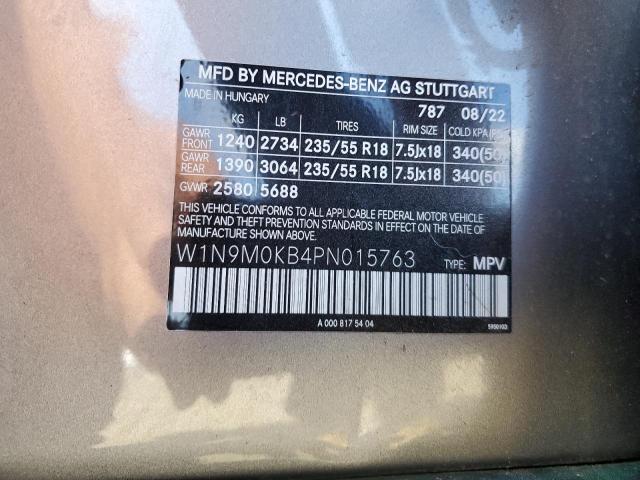 MFD BY MERCEDES-BENZ AG STUTTGART
MADE IN HUNGARY 787 08/22
KG LB TIRES RIM SIZE COLD KPA(PSI)
GAWR FRONT 1240 2734 235/55 R18 7.5Jx18 340(50)
GAWR REAR 1390 3064 235/55 R18 7.5Jx18 340(50)
GVWR 2580 5688
THIS VEHICLE CONFORMS TO ALL APPLICABLE FEDERAL MOTOR VEHICLE
SAFETY AND THEFT PREVENTION STANDARDS IN EFFECT ON THE DATE OF
MANUFACTURE SHOWN ABOVE.
W1N9M0KB4PN015763 TYPE: MPV
A 000 817 54 04